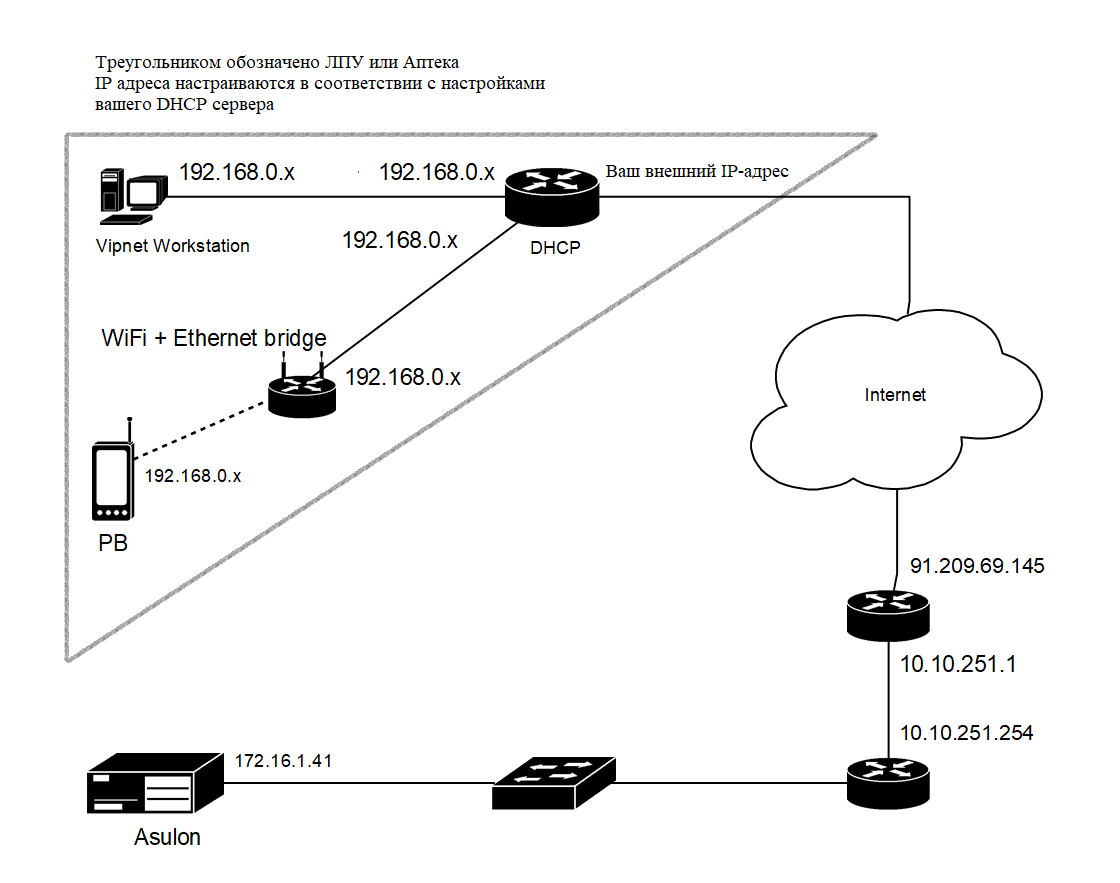 Треугольником обозначено ЛПУ или Аптека
IP адреса настраиваются в соответствии с настройками
вашего DHCP сервера
192.168.0.x
192.168.0.x
Ваш внешний IP-адрес
Vipnet Workstation
192.168.0.x
DHCP
WiFi + Ethernet bridge
192.168.0.x
Internet
192.168.0.x
PB
91.209.69.145
10.10.251.1
10.10.251.254
172.16.1.41
Asulon